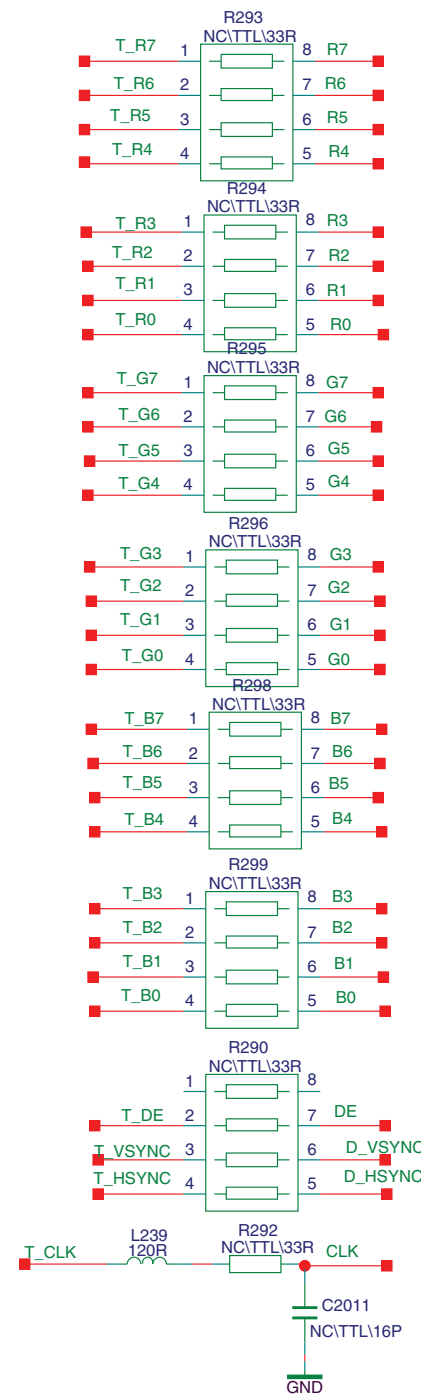 R293
NC\TTL\33R
T_R7 1 8 R7
T_R6 2 7 R6
T_R5 3 6 R5
T_R4 4 5 R4
R294
NC\TTL\33R
T_R3 1 8 R3
T_R2 2 7 R2
T_R1 3 6 R1
T_R0 4 5 R0
R295
NC\TTL\33R
T_G7 1 8 G7
T_G6 2 7 G6
T_G5 3 6 G5
T_G4 4 5 G4
R296
NC\TTL\33R
T_G3 1 8 G3
T_G2 2 7 G2
T_G1 3 6 G1
T_G0 4 5 G0
R298
NC\TTL\33R
T_B7 1 8 B7
T_B6 2 7 B6
T_B5 3 6 B5
T_B4 4 5 B4
R299
NC\TTL\33R
T_B3 1 8 B3
T_B2 2 7 B2
T_B1 3 6 B1
T_B0 4 5 B0
R290
NC\TTL\33R
1 8
T_DE 2 7 DE
T_VSYNC 3 6 D_VSYNC
T_HSYNC 4 5 D_HSYNC
L239 R292
T_CLK 120R NC\TTL\33R CLK
C2011
NC\TTL\16P
GND